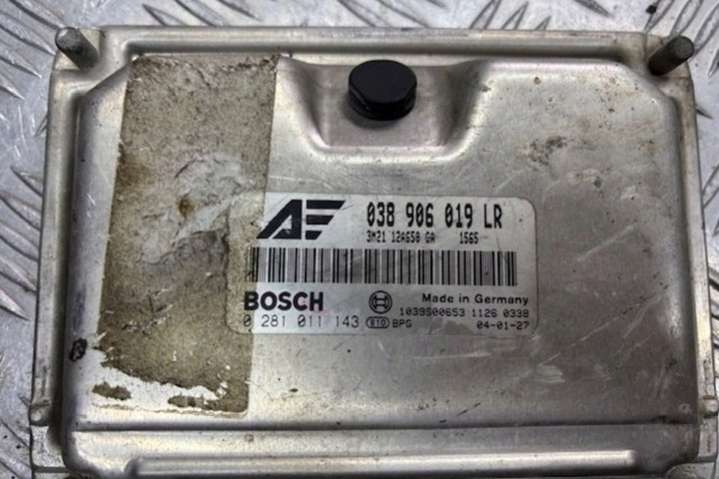 AF 038 906 019 LR
3M21 12A650 GA 1565
BOSCH Made in Germany
1039S00653 1126 0338
0 281 011 143 BPG 04-01-27